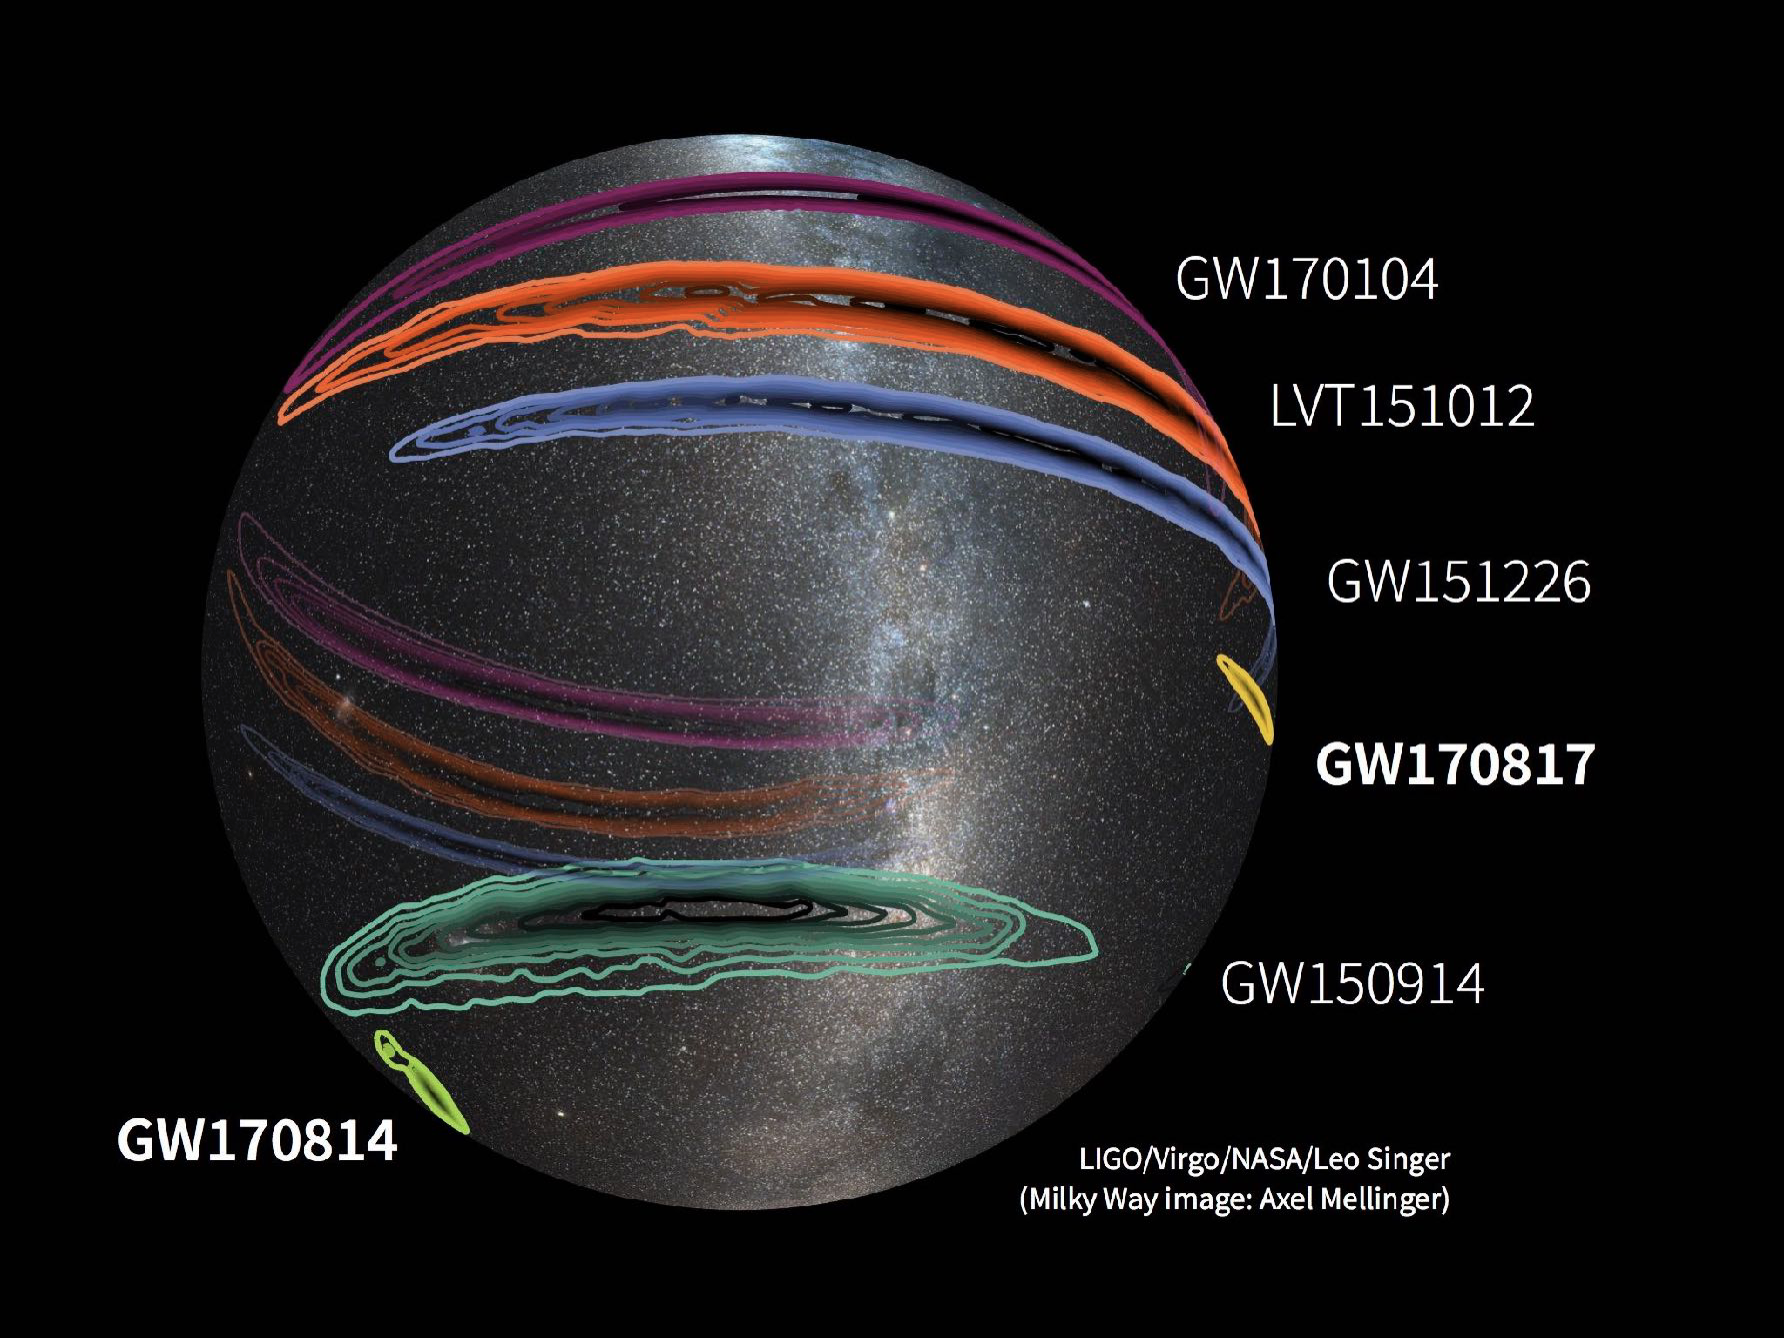 GW170104
LVT151012
GW151226
GW170817
GW150914
GW170814
LIGO/Virgo/NASA/Leo Singer
(Milky Way image: Axel Mellinger)